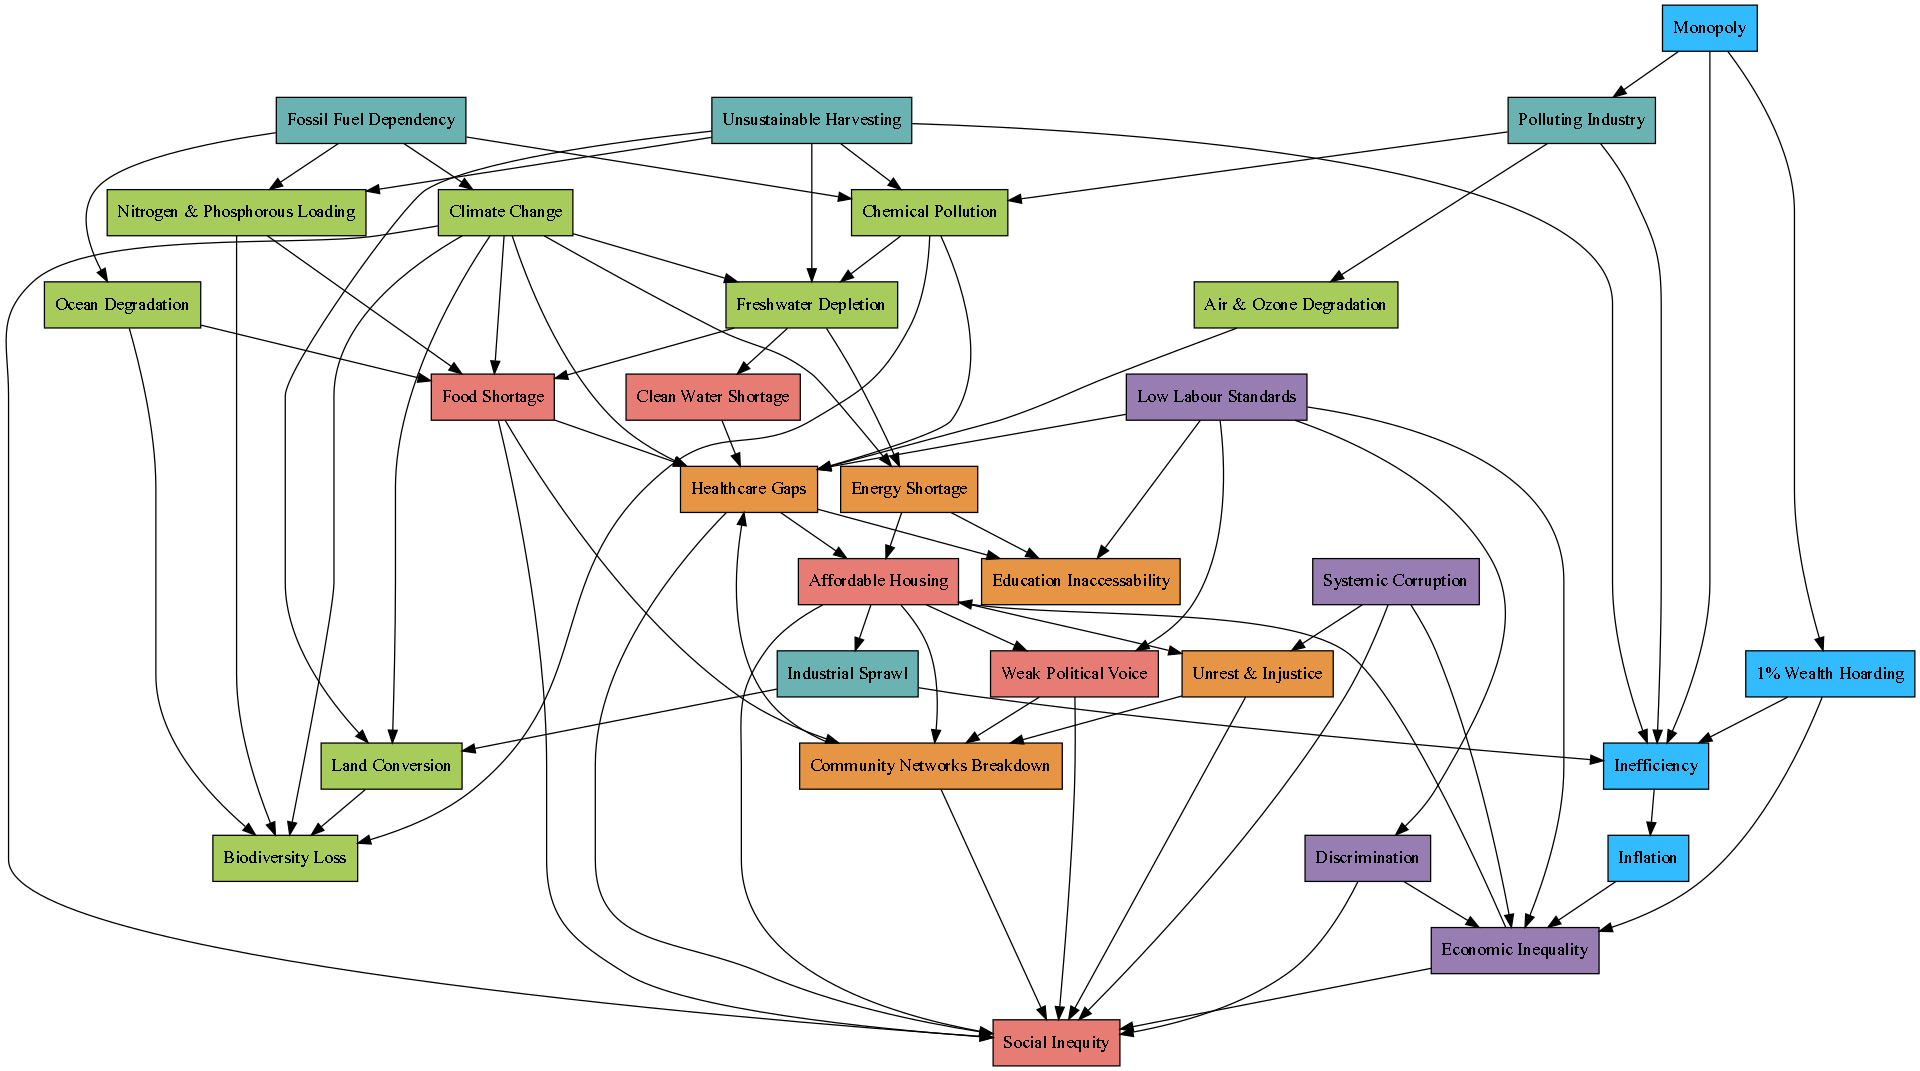 Monopoly
Fossil Fuel Dependency
Unsustainable Harvesting
Polluting Industry
Nitrogen & Phosphorous Loading
Climate Change
Chemical Pollution
Ocean Degradation
Freshwater Depletion
Air & Ozone Degradation
Food Shortage
Clean Water Shortage
Low Labour Standards
Healthcare Gaps
Energy Shortage
Affordable Housing
Education Inaccessability
Systemic Corruption
Industrial Sprawl
Weak Political Voice
Unrest & Injustice
1% Wealth Hoarding
Land Conversion
Community Networks Breakdown
Inefficiency
Biodiversity Loss
Discrimination
Inflation
Economic Inequality
Social Inequity